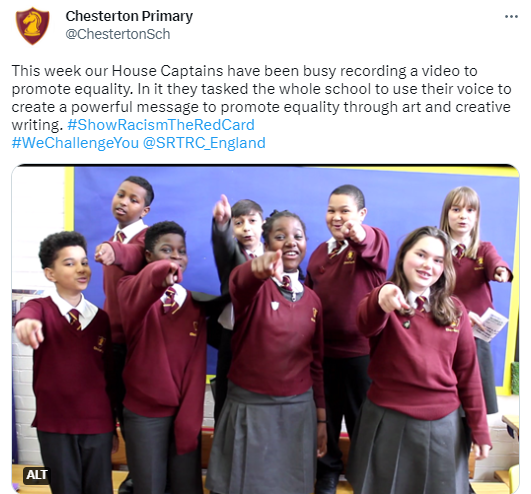 Chesterton Primary
@ChestertonSch
This week our House Captains have been busy recording a video to
promote equality. In it they tasked the whole school to use their voice to
create a powerful message to promote equality through art and creative
writing. #ShowRacismTheRedCard
#WeChallengeYou @SRTRC_England
ALT